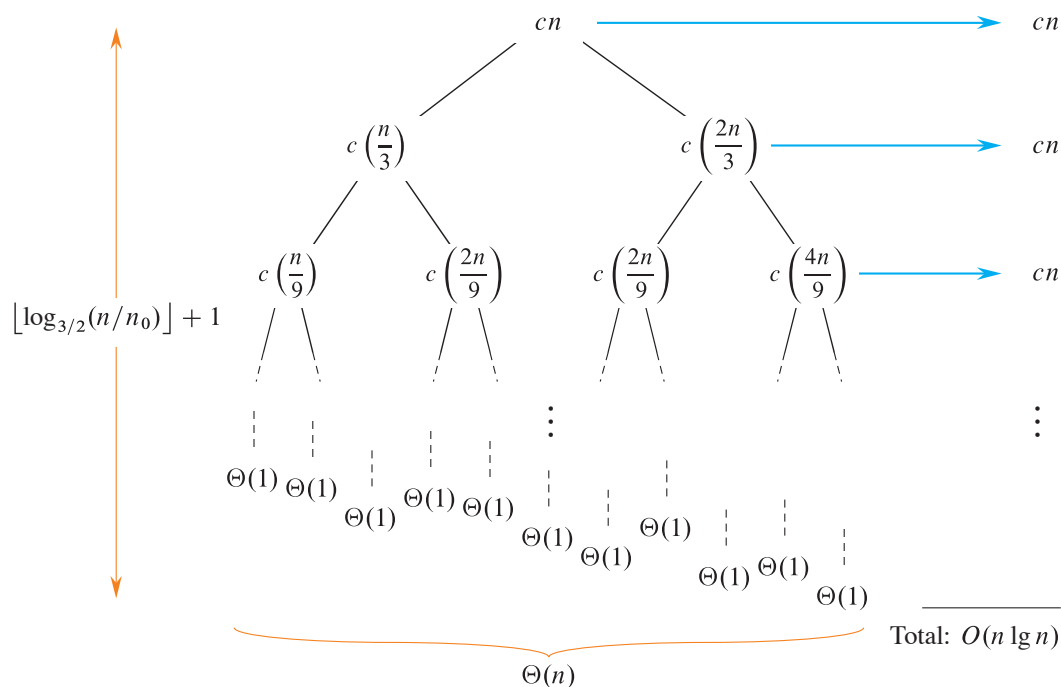 cn cn
c (n/3) c (2n/3) cn
c (n/9) c (2n/9) c (2n/9) c (4n/9) cn
⌊log_{3/2}(n/n_0)⌋ + 1
⋮ ⋮
Θ(1) Θ(1) Θ(1) Θ(1) Θ(1) Θ(1) Θ(1) Θ(1) Θ(1) Θ(1) Θ(1)
Total: O(n lg n)
Θ(n)